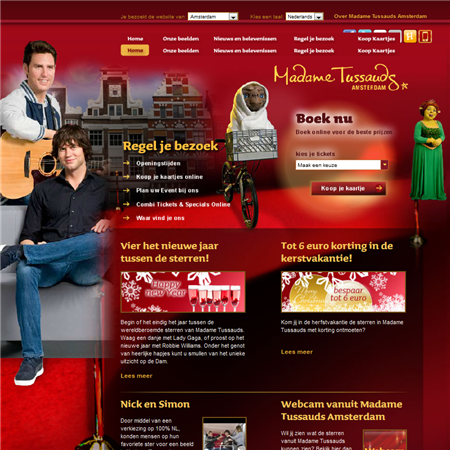 Je bezoekt de website van Amsterdam Kies een taal Nederlands Over Madame Tussauds Amsterdam
Home Onze beelden Nieuws en belevenissen Regel je bezoek Koop Kaartjes
Home Onze beelden Nieuws en belevenissen Regel je bezoek Koop Kaartjes
Madame Tussauds
AMSTERDAM
Regel je bezoek
Openingstijden
Koop je kaartjes online
Plan uw Event bij ons
Combi Tickets & Specials Online
Waar vind je ons
Boek nu
Boek online voor de beste prijzen
kies je tickets
Maak een keuze
Koop je kaartje
Vier het nieuwe jaar
tussen de sterren!
Happy
new Year
Begin of het eindig het jaar tussen de
wereldberoemde sterren van Madame Tussauds.
Waag een dansje met Lady Gaga, of proost op het
nieuwe jaar met Robbie Williams. Onder het genot
van heerlijke hapjes kunt u smullen van het unieke
uitzicht op de Dam.
Lees meer
Tot 6 euro korting in de
kerstvakantie!
bespaar
tot 6 euro
Kom jij in de herfstvakantie de sterren in Madame
Tussauds met korting ontmoeten?
Lees meer
Nick en Simon
Door middel van een
verkiezing op 100% NL,
konden mensen op hun
favoriete ster voor een beeld
Webcam vanuit Madame
Tussauds Amsterdam
Wil jij zien wat de sterren
vanuit Madame Tussauds
kunnen zien? Bekijk hier dan